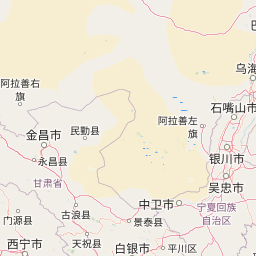 巴
乌海
阿拉善右
旗
石嘴山市
阿拉善左
旗
金昌市
民勤县
银川市
永昌县
吴忠市
甘肃省
中卫市
宁夏回族
自治区
门源县
古浪县
景泰县
西宁市
天祝县
白银市
平川区